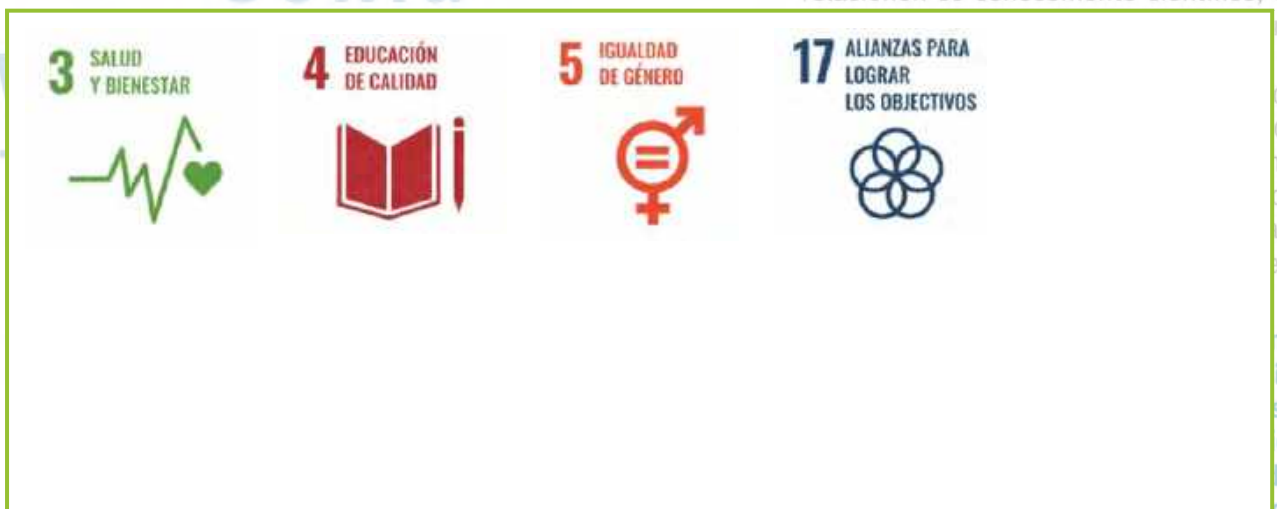 3 SALUD
Y BIENESTAR
4 EDUCACIÓN
DE CALIDAD
5 IGUALDAD
DE GÉNERO
17 ALIANZAS PARA
LOGRAR
LOS OBJECTIVOS